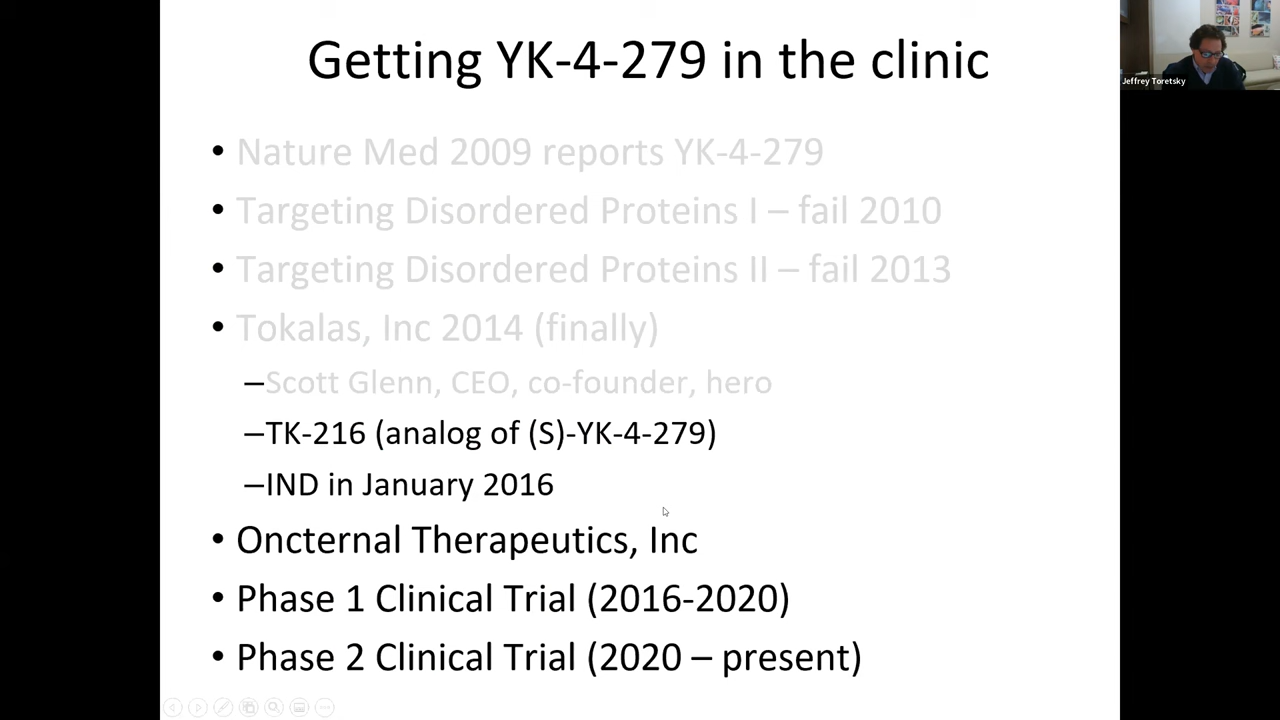 Getting YK-4-279 in the clinic
Jeffrey Toretsky
• Nature Med 2009 reports YK-4-279
• Targeting Disordered Proteins I – fail 2010
• Targeting Disordered Proteins II – fail 2013
• Tokalas, Inc 2014 (finally)
–Scott Glenn, CEO, co-founder, hero
–TK-216 (analog of (S)-YK-4-279)
–IND in January 2016
• Oncternal Therapeutics, Inc
• Phase 1 Clinical Trial (2016-2020)
• Phase 2 Clinical Trial (2020 – present)